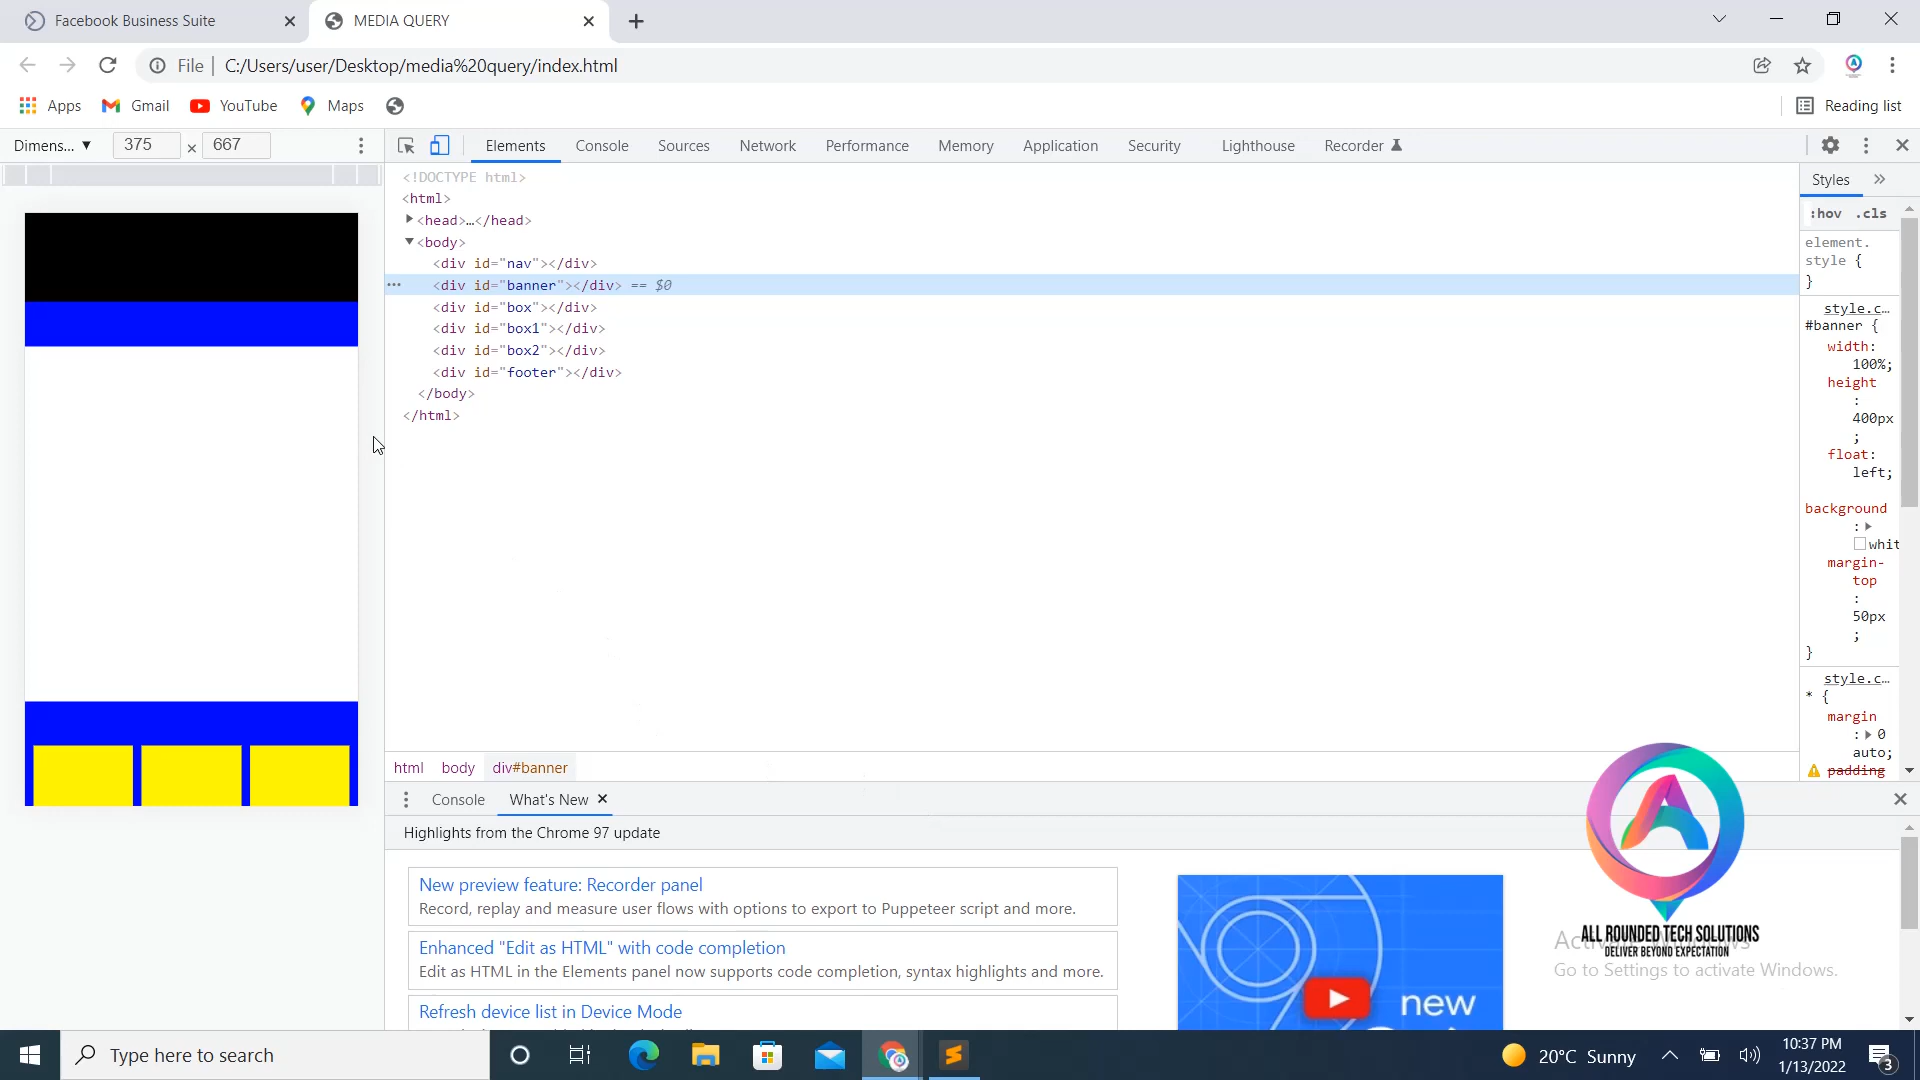 Facebook Business Suite
MEDIA QUERY
File | C:/Users/user/Desktop/media%20query/index.html
Apps Gmail YouTube Maps Reading list
Dimens... ▼ 375 × 667
Elements Console Sources Network Performance Memory Application Security Lighthouse Recorder
<!DOCTYPE html>
<html>
<head>…</head>
<body>
<div id="nav"></div>
<div id="banner"></div> == $0
<div id="box"></div>
<div id="box1"></div>
<div id="box2"></div>
<div id="footer"></div>
</body>
</html>
Styles »
:hov .cls
element.
style {
}
style.c…
#banner {
width:
100%;
height
:
400px
;
float:
left;
background
:
whit
margin-
top
:
50px
;
}
style.c…
* {
margin
: 0
auto;
padding
html body div#banner
Console What's New
Highlights from the Chrome 97 update
New preview feature: Recorder panel
Record, replay and measure user flows with options to export to Puppeteer script and more.
Enhanced "Edit as HTML" with code completion
Edit as HTML in the Elements panel now supports code completion, syntax highlights and more.
Refresh device list in Device Mode
new
ALL ROUNDED TECH SOLUTIONS
DELIVER BEYOND EXPECTATION
Go to Settings to activate Windows.
Type here to search
20°C Sunny
10:37 PM
1/13/2022
3